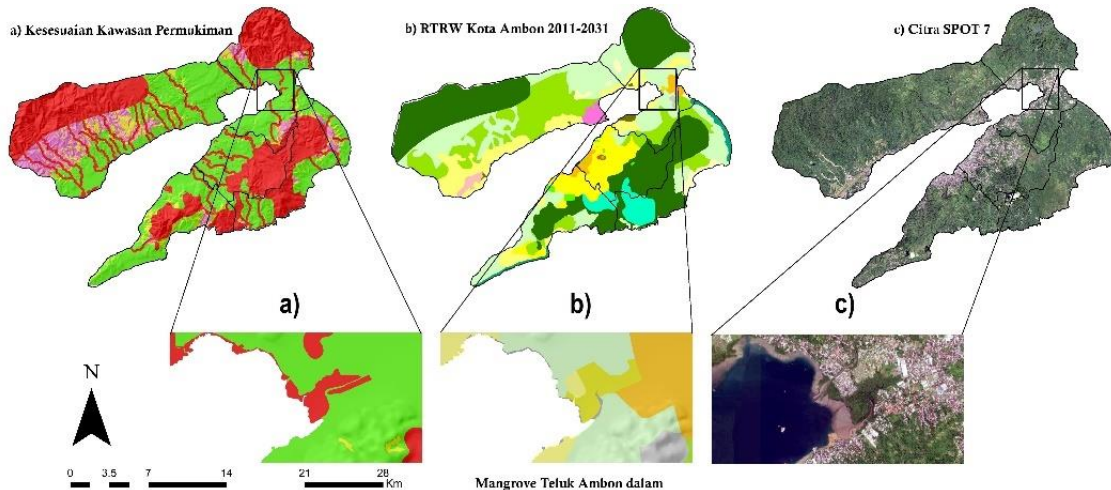 a) Kesesuaian Kawasan Permukiman
b) RTRW Kota Ambon 2011-2031
c) Citra SPOT 7
a)
b)
c)
N
0 3.5 7 14 21 28
Km
Mangrove Teluk Ambon dalam